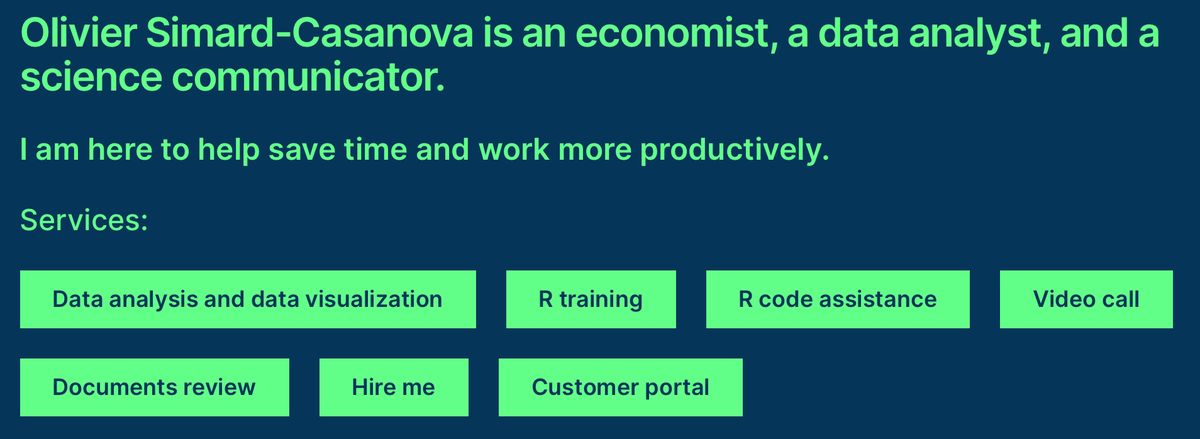 Olivier Simard-Casanova is an economist, a data analyst, and a
science communicator.
I am here to help save time and work more productively.
Services:
Data analysis and data visualization R training R code assistance Video call
Documents review Hire me Customer portal